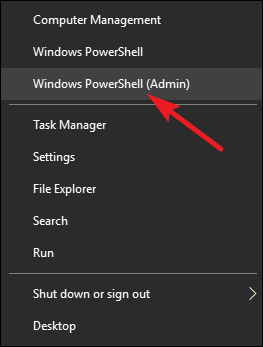 Computer Management
Windows PowerShell
Windows PowerShell (Admin)
Task Manager
Settings
File Explorer
Search
Run
Shut down or sign out
Desktop